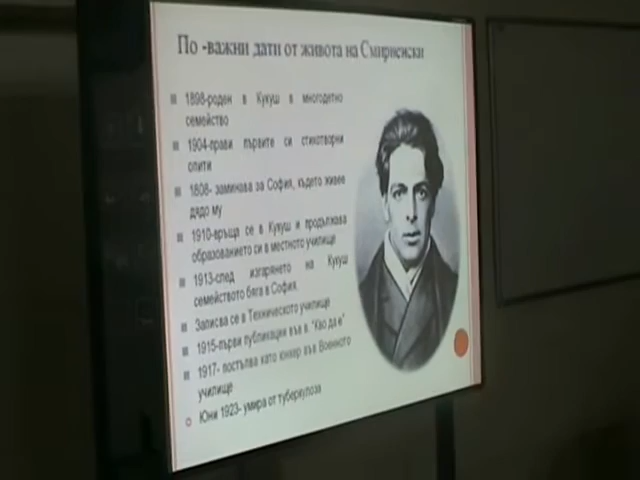 По -важни дати от живота на Смирненски
1898-роден в Кукуш в многодетно
семейство
1904-прави първите си стихотворни
опити
1808- заминава за София, където живее
дядо му
1910-връща се в Кукуш и продължава
образованието си в местното училище
1913-след изгарянето на Кукуш
семейството бяга в София.
Записва се в Техническото училище
1915-първи публикации във в. "Кво да е"
1917- постъпва като юнкер във Военното
училище
Юни 1923- умира от туберкулоза